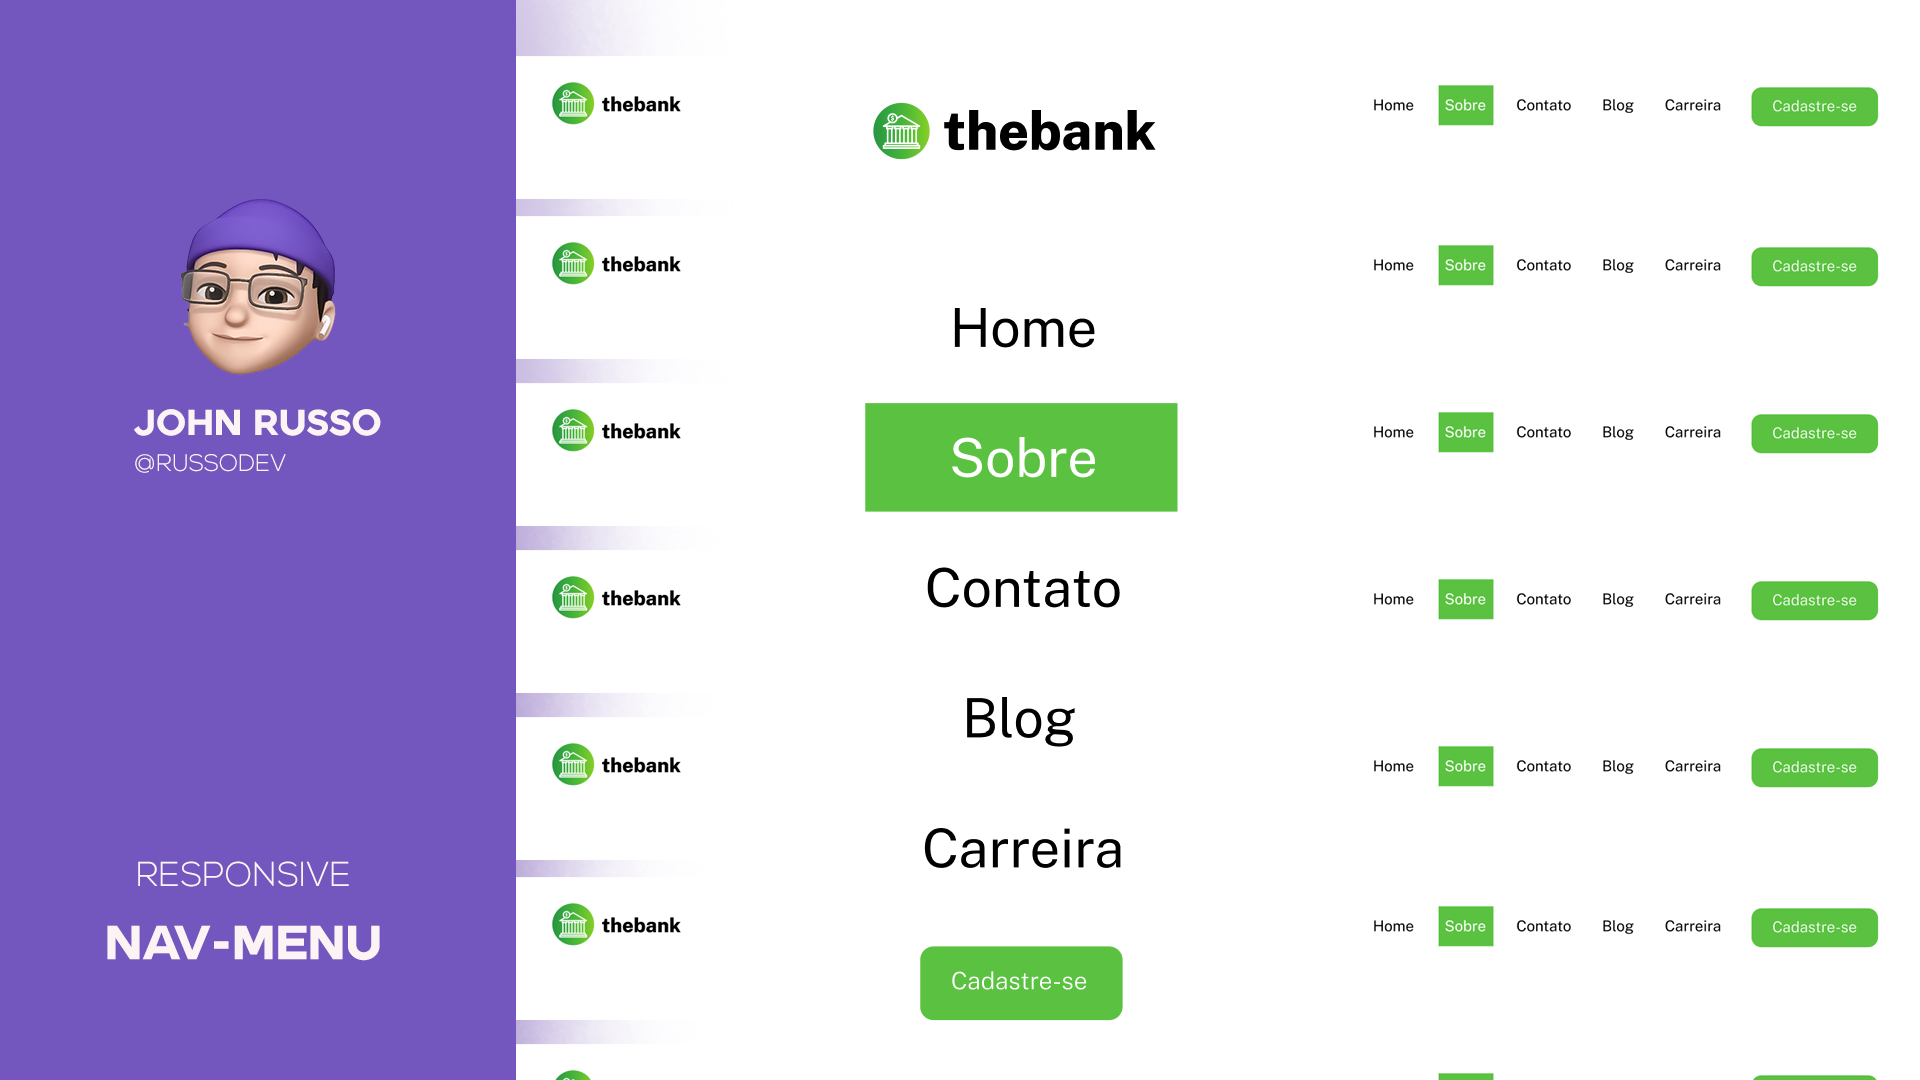 JOHN RUSSO
@RUSSODEV
RESPONSIVE
NAV-MENU
thebank
Home
Sobre
Contato
Blog
Carreira
Cadastre-se
thebank Home Sobre Contato Blog Carreira Cadastre-se
thebank Home Sobre Contato Blog Carreira Cadastre-se
thebank Home Sobre Contato Blog Carreira Cadastre-se
thebank Home Sobre Contato Blog Carreira Cadastre-se
thebank Home Sobre Contato Blog Carreira Cadastre-se
thebank Home Sobre Contato Blog Carreira Cadastre-se